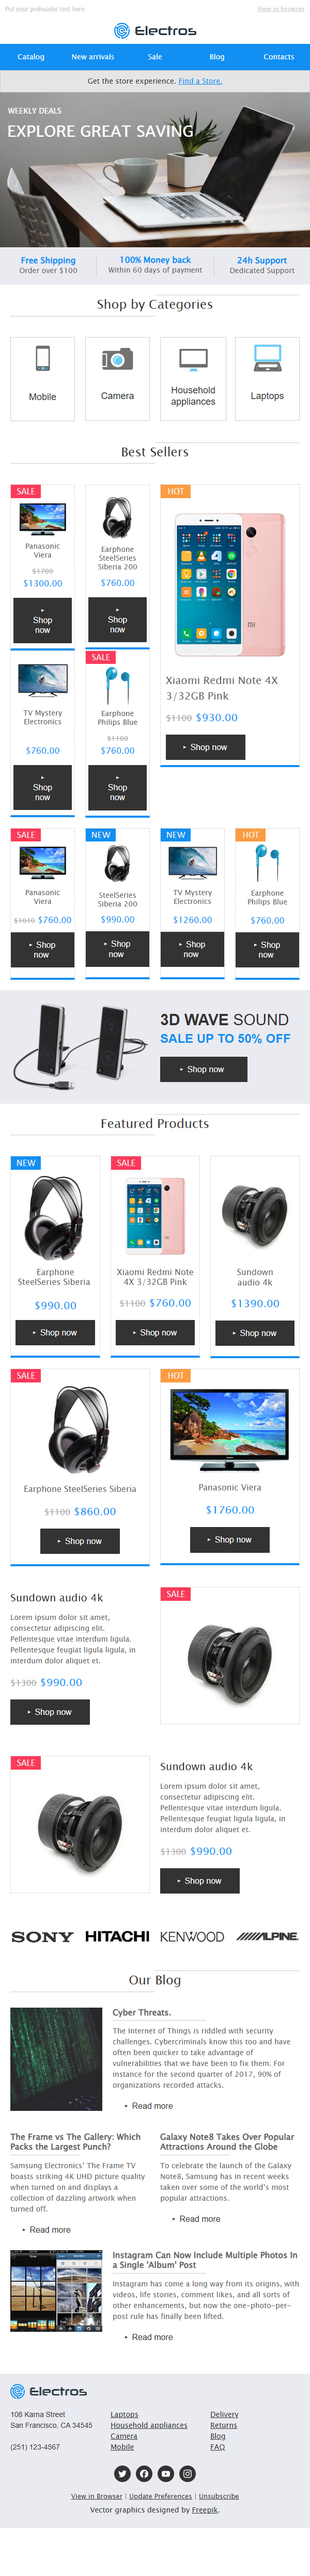 Put your preheader text here
View in browser
Electros
Catalog
New arrivals
Sale
Blog
Contacts
Get the store experience. Find a Store.
WEEKLY DEALS
EXPLORE GREAT SAVING
Free Shipping
Order over $100
100% Money back
Within 60 days of payment
24h Support
Dedicated Support
Shop by Categories
Mobile
Camera
Household
appliances
Laptops
Best Sellers
SALE
Panasonic
Viera
$1700
$1300.00
Shop
now
Earphone
SteelSeries
Siberia 200
$760.00
Shop
now
HOT
Xiaomi Redmi Note 4X
3/32GB Pink
$1100 $930.00
Shop now
TV Mystery
Electronics
$760.00
Shop
now
SALE
Earphone
Philips Blue
$1100
$760.00
Shop
now
SALE
Panasonic
Viera
$1010 $760.00
Shop
now
NEW
SteelSeries
Siberia 200
$990.00
Shop
now
NEW
TV Mystery
Electronics
$1260.00
Shop
now
HOT
Earphone
Philips Blue
$760.00
Shop
now
3D WAVE SOUND
SALE UP TO 50% OFF
Shop now
Featured Products
NEW
Earphone
SteelSeries Siberia
$990.00
Shop now
SALE
Xiaomi Redmi Note
4X 3/32GB Pink
$1100 $760.00
Shop now
Sundown
audio 4k
$1390.00
Shop now
SALE
Earphone SteelSeries Siberia
$1100 $860.00
Shop now
HOT
Panasonic Viera
$1760.00
Shop now
Sundown audio 4k
Lorem ipsum dolor sit amet,
consectetur adipiscing elit.
Pellentesque vitae interdum ligula.
Pellentesque feugiat ligula ligula, in
interdum dolor aliquet et.
$1300 $990.00
Shop now
SALE
SALE
Sundown audio 4k
Lorem ipsum dolor sit amet,
consectetur adipiscing elit.
Pellentesque vitae interdum ligula.
Pellentesque feugiat ligula ligula, in
interdum dolor aliquet et.
$1300 $990.00
Shop now
SONY
HITACHI
KENWOOD
ALPINE
Our Blog
Cyber Threats.
The Internet of Things is riddled with security
challenges. Cybercriminals know this too and have
often been quicker to take advantage of
vulnerabilities that we have been to fix them. For
instance for the second quarter of 2017, 90% of
organizations recorded attacks.
Read more
The Frame vs The Gallery: Which
Packs the Largest Punch?
Samsung Electronics' The Frame TV
boasts striking 4K UHD picture quality
when turned on and displays a
collection of dazzling artwork when
turned off.
Read more
Galaxy Note8 Takes Over Popular
Attractions Around the Globe
To celebrate the launch of the Galaxy
Note8, Samsung has in recent weeks
taken over some of the world's most
popular attractions.
Read more
Instagram Can Now Include Multiple Photos In
a Single 'Album' Post
Instagram has come a long way from its origins, with
videos, life stories, comment likes, and all sorts of
other enhancements, but now the one-photo-per-
post rule has finally been lifted.
Read more
Electros
108 Kama Street
San Francisco, CA 34545
(251) 123-4567
Laptops
Household appliances
Camera
Mobile
Delivery
Returns
Blog
FAQ
View in Browser | Update Preferences | Unsubscribe
Vector graphics designed by Freepik.